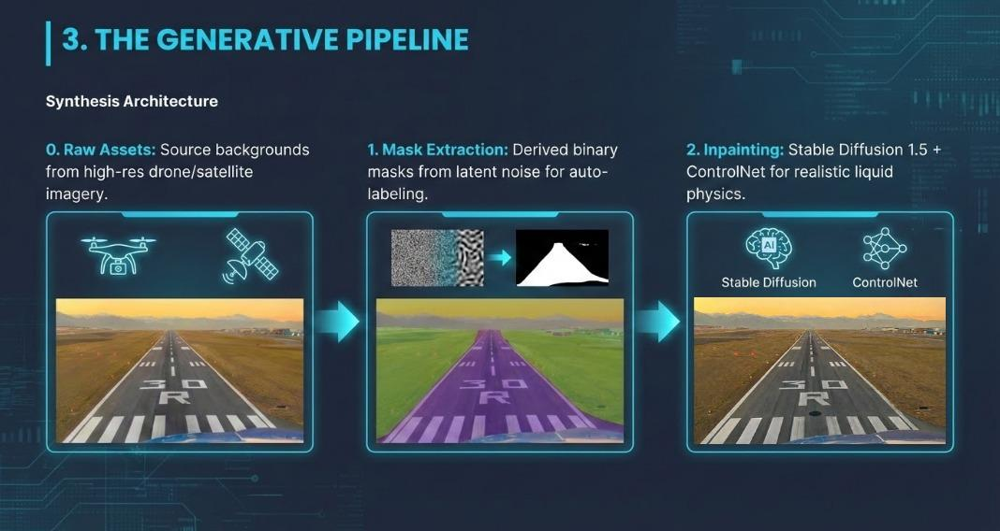 3. THE GENERATIVE PIPELINE
Synthesis Architecture
0. Raw Assets: Source backgrounds
from high-res drone/satellite
imagery.
1. Mask Extraction: Derived binary
masks from latent noise for auto-
labeling.
2. Inpainting: Stable Diffusion 1.5 +
ControlNet for realistic liquid
physics.
AI
Stable Diffusion
ControlNet
30
R
30
R
30
R